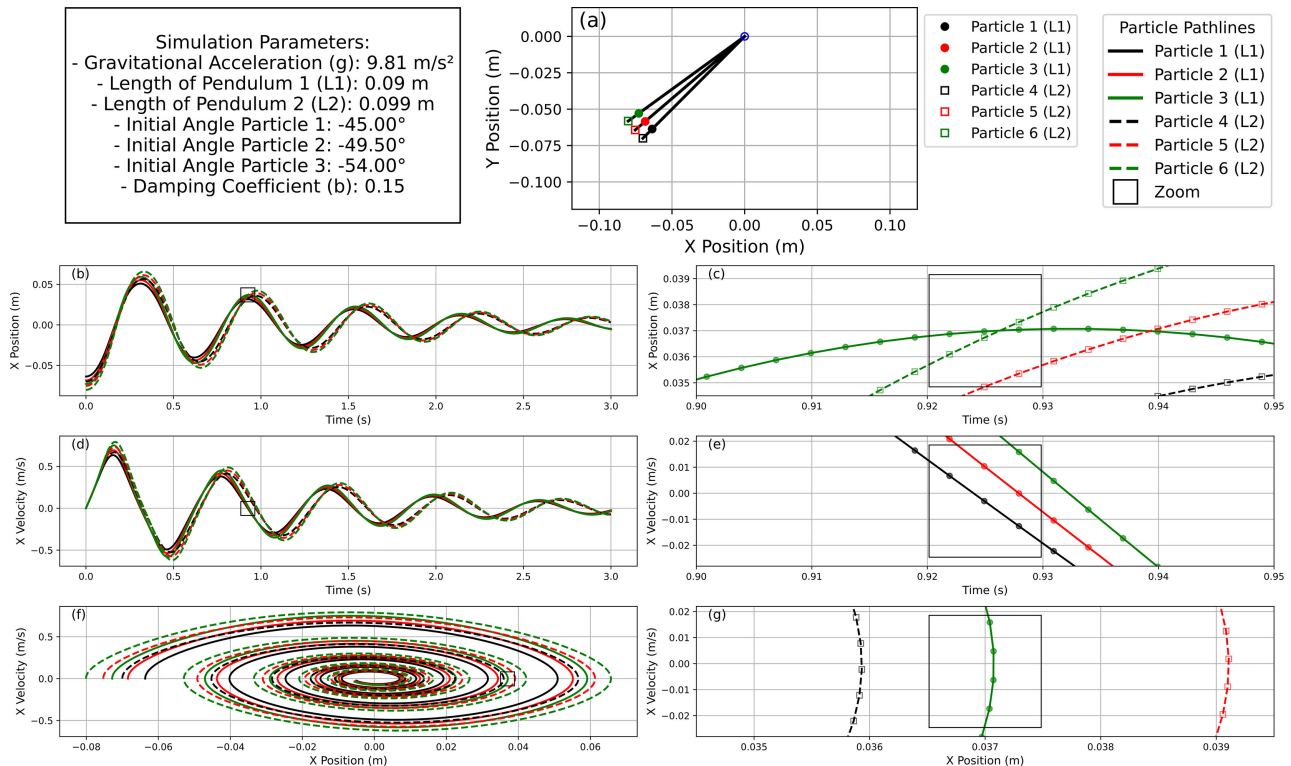 Simulation Parameters:
- Gravitational Acceleration (g): 9.81 m/s²
- Length of Pendulum 1 (L1): 0.09 m
- Length of Pendulum 2 (L2): 0.099 m
- Initial Angle Particle 1: -45.00°
- Initial Angle Particle 2: -49.50°
- Initial Angle Particle 3: -54.00°
- Damping Coefficient (b): 0.15
(a)
Y Position (m)
0.000
−0.025
−0.050
−0.075
−0.100
−0.10 −0.05 0.00 0.05 0.10
X Position (m)
Particle 1 (L1)
Particle 2 (L1)
Particle 3 (L1)
Particle 4 (L2)
Particle 5 (L2)
Particle 6 (L2)
Particle Pathlines
Particle 1 (L1)
Particle 2 (L1)
Particle 3 (L1)
Particle 4 (L2)
Particle 5 (L2)
Particle 6 (L2)
Zoom
(b)
X Position (m)
0.05
0.00
−0.05
0.0 0.5 1.0 1.5 2.0 2.5 3.0
Time (s)
(c)
X Position (m)
0.039
0.038
0.037
0.036
0.035
0.90 0.91 0.92 0.93 0.94 0.95
Time (s)
(d)
X Velocity (m/s)
0.5
0.0
−0.5
0.0 0.5 1.0 1.5 2.0 2.5 3.0
Time (s)
(e)
X Velocity (m/s)
0.02
0.01
0.00
−0.01
−0.02
0.90 0.91 0.92 0.93 0.94 0.95
Time (s)
(f)
X Velocity (m/s)
0.5
0.0
−0.5
−0.08 −0.06 −0.04 −0.02 0.00 0.02 0.04 0.06
X Position (m)
(g)
X Velocity (m/s)
0.02
0.01
0.00
−0.01
−0.02
0.035 0.036 0.037 0.038 0.039
X Position (m)